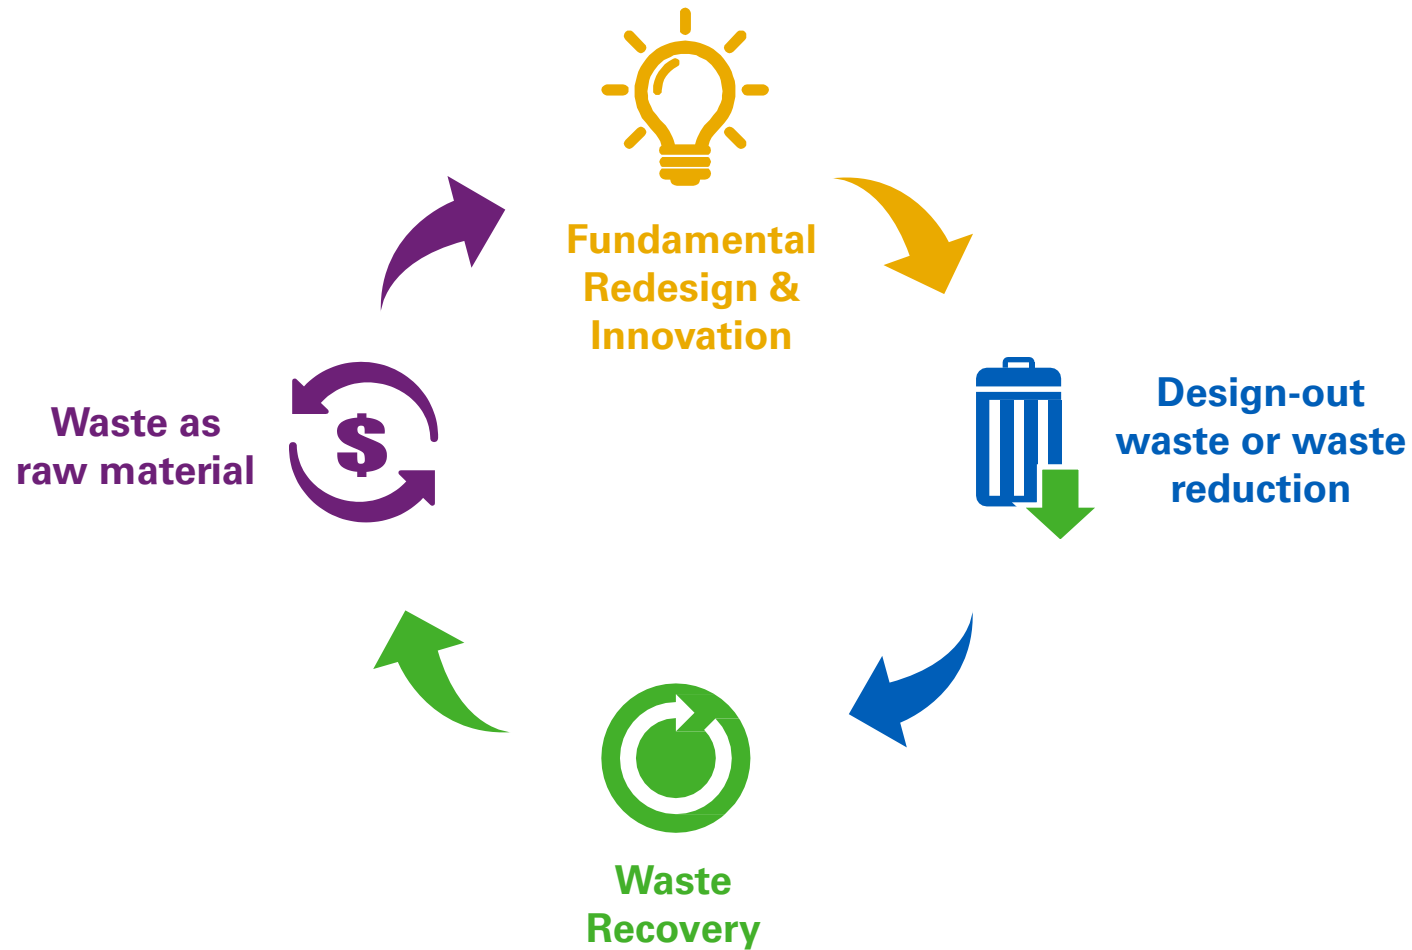 Fundamental
Redesign &
Innovation
Design-out
waste or waste
reduction
Waste as
raw material
$
Waste
Recovery